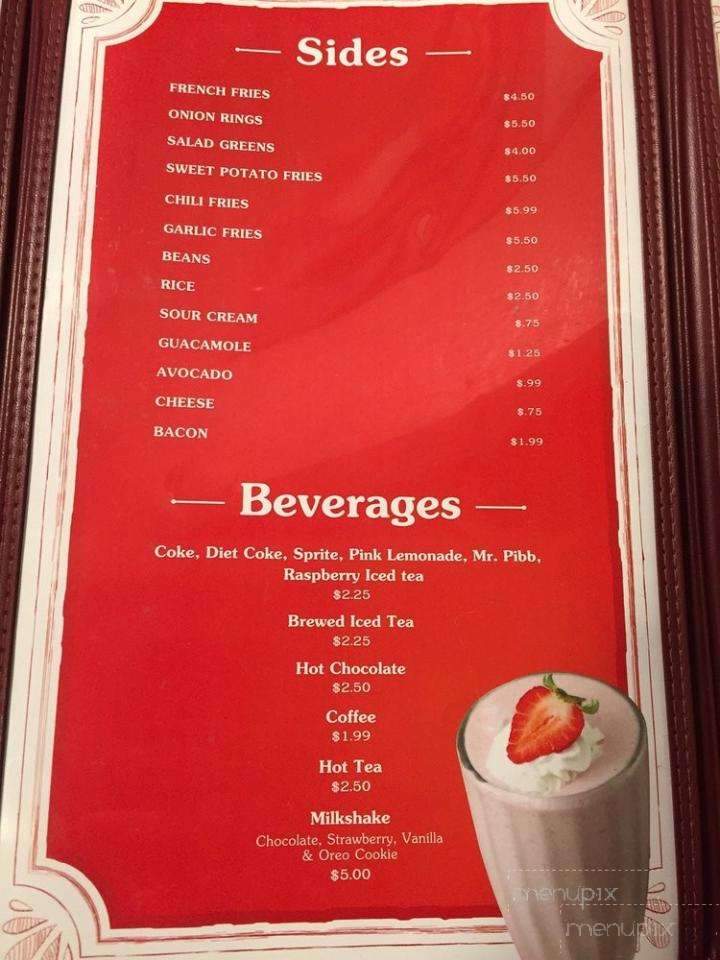 Sides
FRENCH FRIES $4.50
ONION RINGS $5.50
SALAD GREENS $4.00
SWEET POTATO FRIES $5.50
CHILI FRIES $5.99
GARLIC FRIES $5.50
BEANS $2.50
RICE $2.50
SOUR CREAM $.75
GUACAMOLE $1.25
AVOCADO $.99
CHEESE $.75
BACON $1.99
Beverages
Coke, Diet Coke, Sprite, Pink Lemonade, Mr. Pibb,
Raspberry Iced tea
$2.25
Brewed Iced Tea
$2.25
Hot Chocolate
$2.50
Coffee
$1.99
Hot Tea
$2.50
Milkshake
Chocolate, Strawberry, Vanilla
& Oreo Cookie
$5.00
menupix
menupix